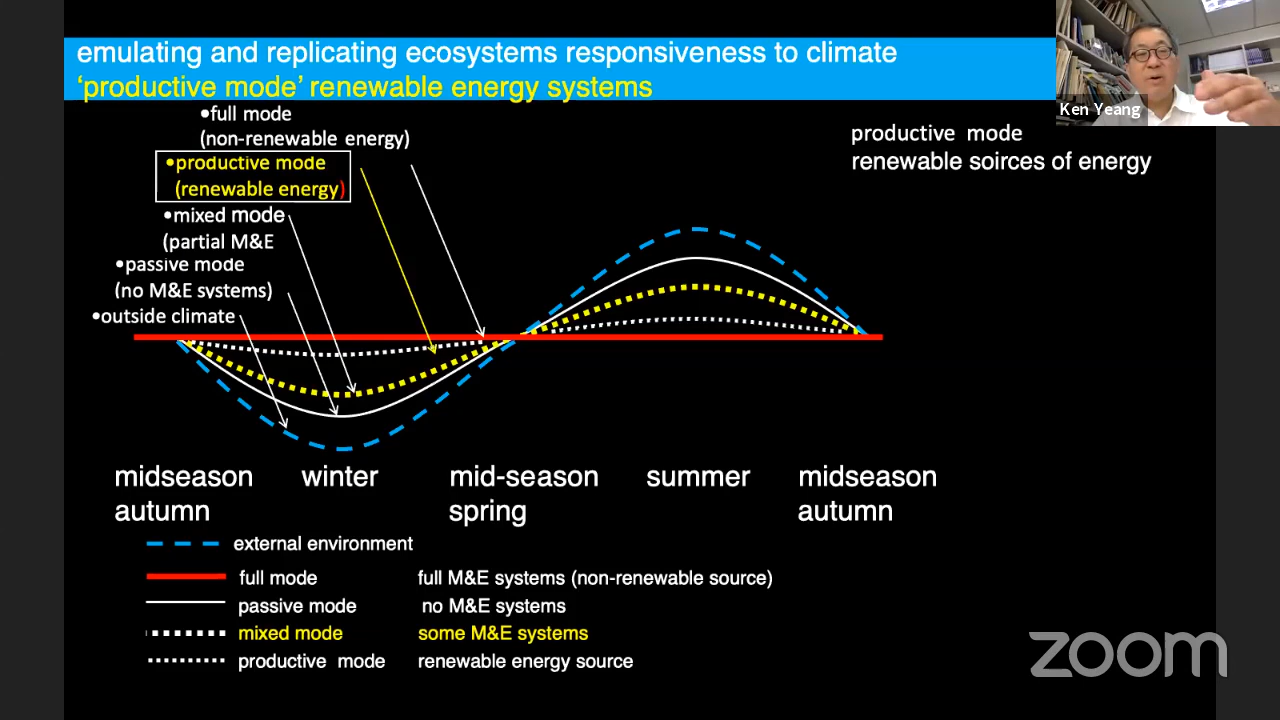 emulating and replicating ecosystems responsiveness to climate
‘productive mode’ renewable energy systems
Ken Yeang
•full mode
(non-renewable energy)
•productive mode
(renewable energy)
•mixed mode
(partial M&E
•passive mode
(no M&E systems)
•outside climate
productive mode
renewable soirces of energy
midseason autumn
winter
mid-season spring
summer
midseason autumn
external environment
full mode full M&E systems (non-renewable source)
passive mode no M&E systems
mixed mode some M&E systems
productive mode renewable energy source
zoom